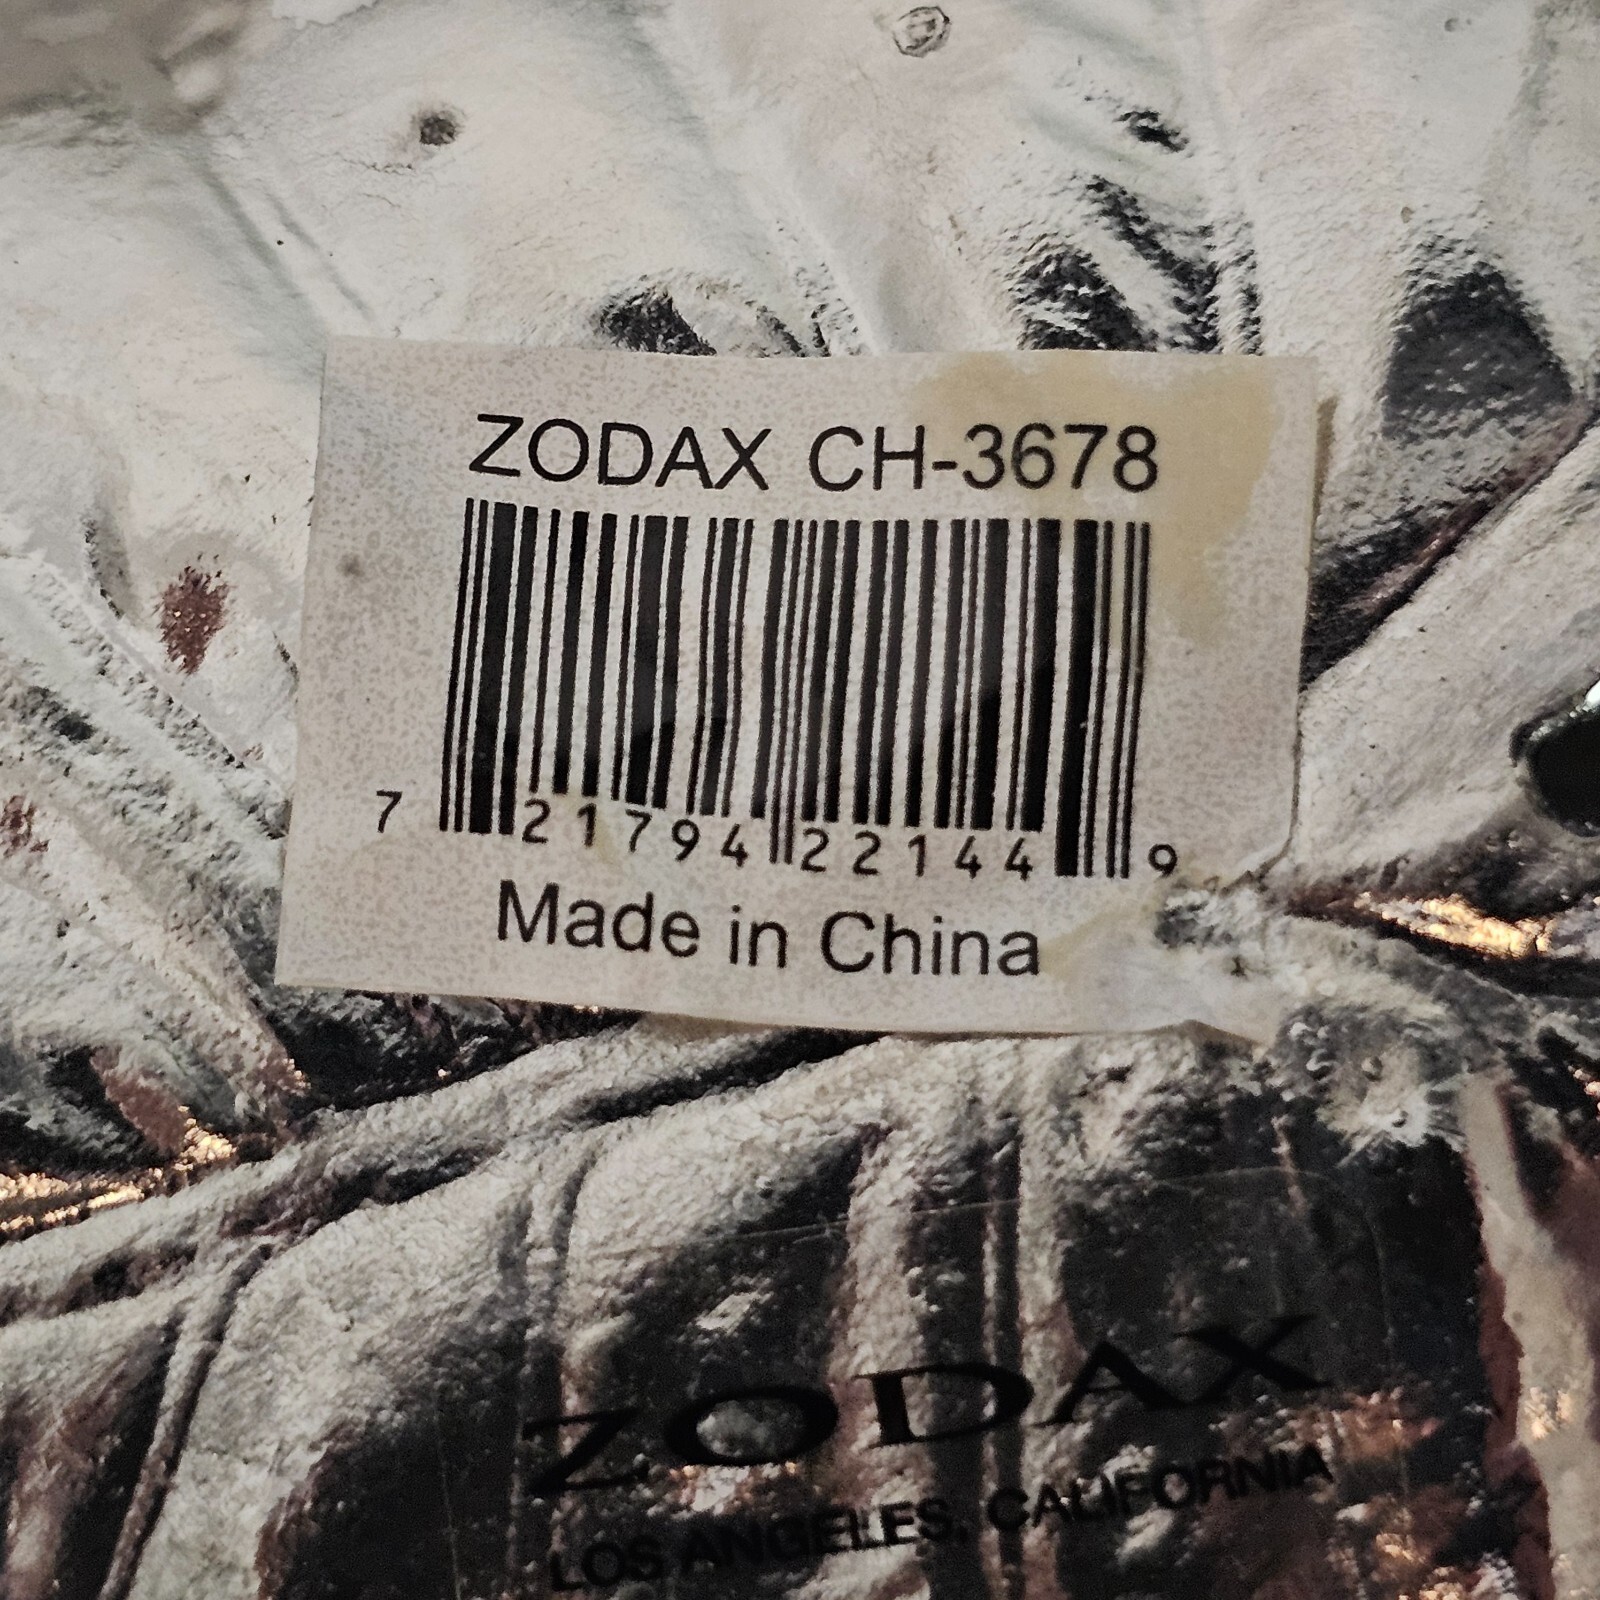 ZODAX CH-3678
7 21794 22144 9
Made in China
ZODAX
LOS ANGELES, CALIFORNIA